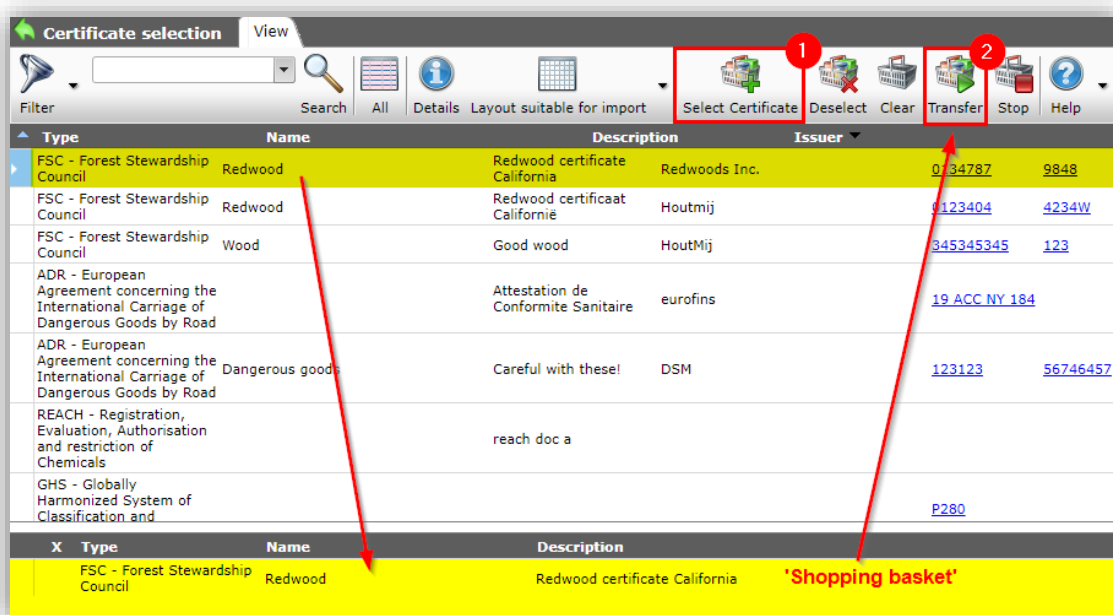 Certificate selection View
1 2
Filter Search All Details Layout suitable for import Select Certificate Deselect Clear Transfer Stop Help
Type Name Description Issuer
FSC - Forest Stewardship
Council
Redwood
Redwood certificate
California
Redwoods Inc.
0134787 9848
FSC - Forest Stewardship
Council
Redwood
Redwood certificaat
Californië
Houtmij
0123404 4234W
FSC - Forest Stewardship
Council
Wood
Good wood
HoutMij
345345345 123
ADR - European
Agreement concerning the
International Carriage of
Dangerous Goods by Road
Attestation de
Conformite Sanitaire
eurofins
19 ACC NY 184
ADR - European
Agreement concerning the
International Carriage of
Dangerous Goods by Road
Dangerous goods
Careful with these!
DSM
123123 56746457
REACH - Registration,
Evaluation, Authorisation
and restriction of
Chemicals
reach doc a
GHS - Globally
Harmonized System of
Classification and
P280
X Type Name Description
FSC - Forest Stewardship
Council
Redwood
Redwood certificate California
'Shopping basket'